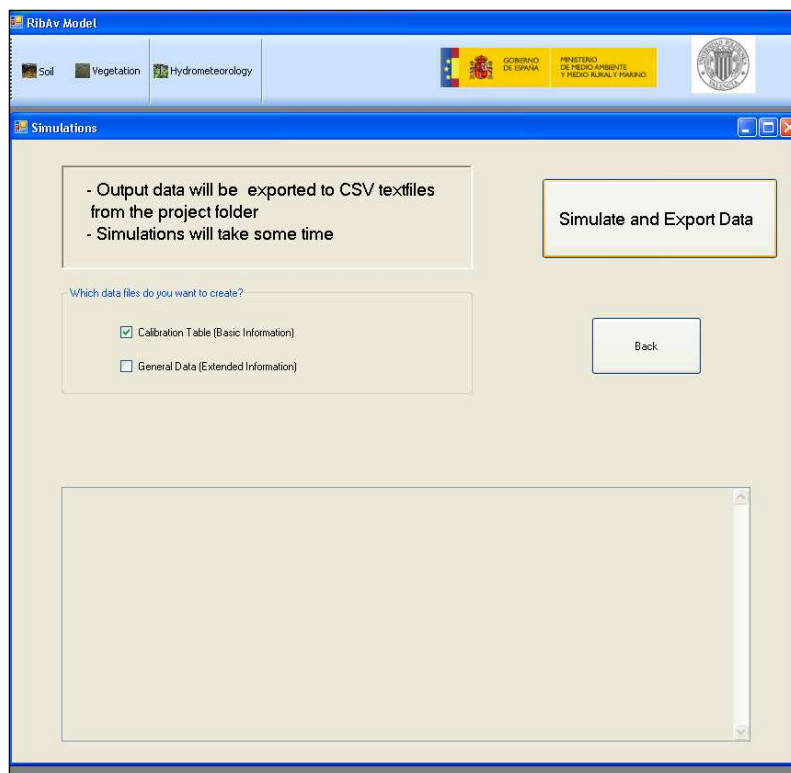 RibAv Model
Soil
Vegetation
Hydrometeorology
GOBIERNO
DE ESPAÑA
MINISTERIO
DE MEDIO AMBIENTE
Y MEDIO RURAL Y MARINO
Simulations
- Output data will be  exported to CSV textfiles
from the project folder
- Simulations will take some time
Simulate and Export Data
Which data files do you want to create?
Calibration Table (Basic Information)
General Data (Extended Information)
Back